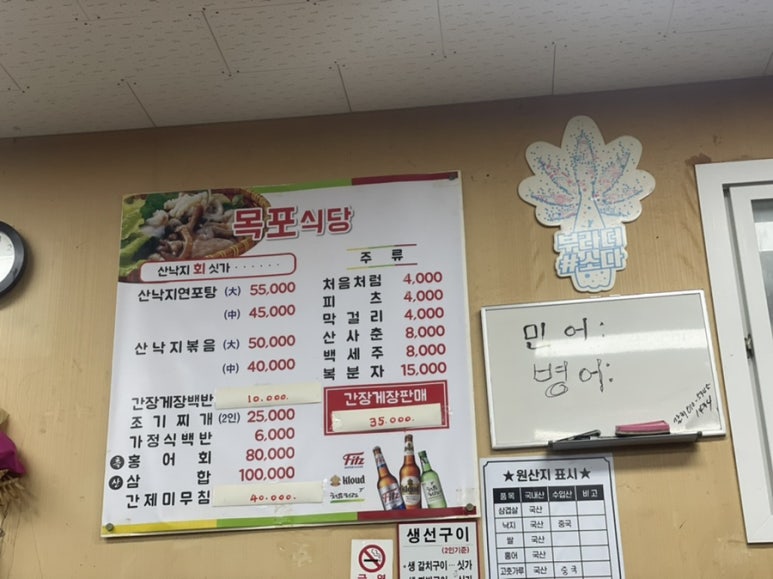 목포식당
산낙지 회 싯가 · · · · · ·
산낙지연포탕 (大) 55,000
(中) 45,000
산낙지볶음 (大) 50,000
(中) 40,000
간장게장백반 10.000.
조기찌개 (2인) 25,000
가정식백반 6,000
홍어회 80,000
삼합 100,000
간제미무침 40.000.
주류
처음처럼 4,000
피츠 4,000
막걸리 4,000
산사춘 8,000
백세주 8,000
복분자 15,000
간장게장판매
35.000.
Fitz
kloud
브라더
#소다
민어:
병어:
생선구이
(2인기준)
생 갈치구이 · · 싯가
★원산지 표시★
품목 국내산 수입산 비고
삼겹살 국산
낙지 국산 중국
쌀 국산
홍어 국산
고춧가루 국산 중국